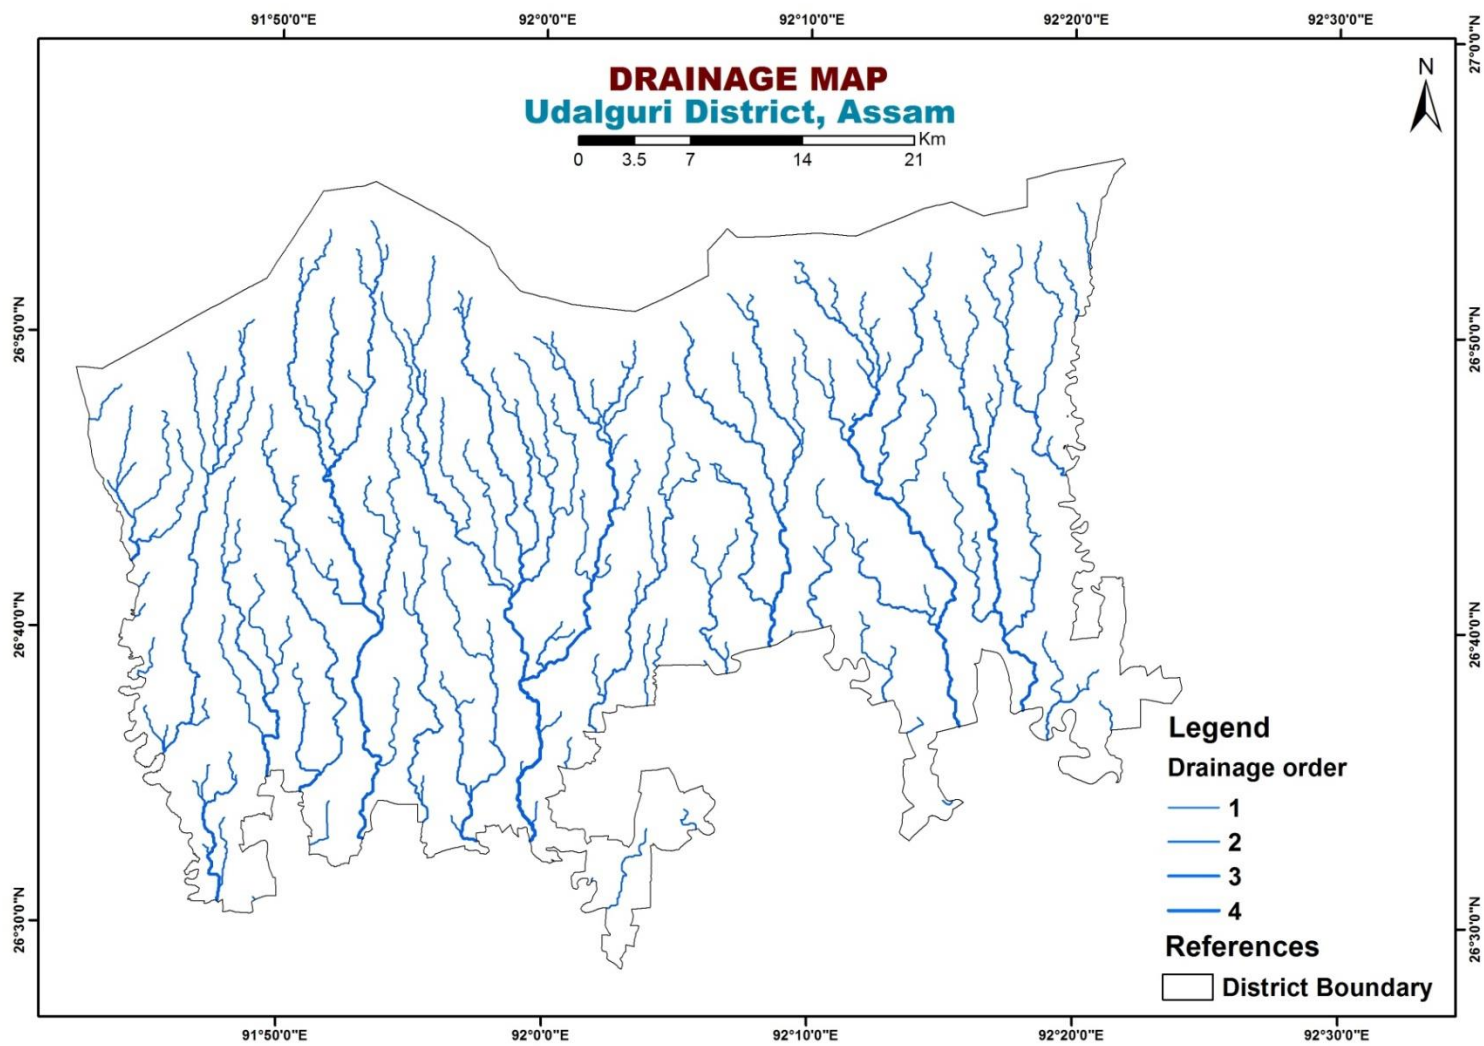 91°50'0"E 92°0'0"E 92°10'0"E 92°20'0"E 92°30'0"E
27°0'0"N
DRAINAGE MAP
Udalguri District, Assam
N
Km
0 3.5 7 14 21
26°50'0"N 26°50'0"N
26°40'0"N 26°40'0"N
Legend
Drainage order
1
2
3
4
26°30'0"N 26°30'0"N
References
District Boundary
91°50'0"E 92°0'0"E 92°10'0"E 92°20'0"E 92°30'0"E